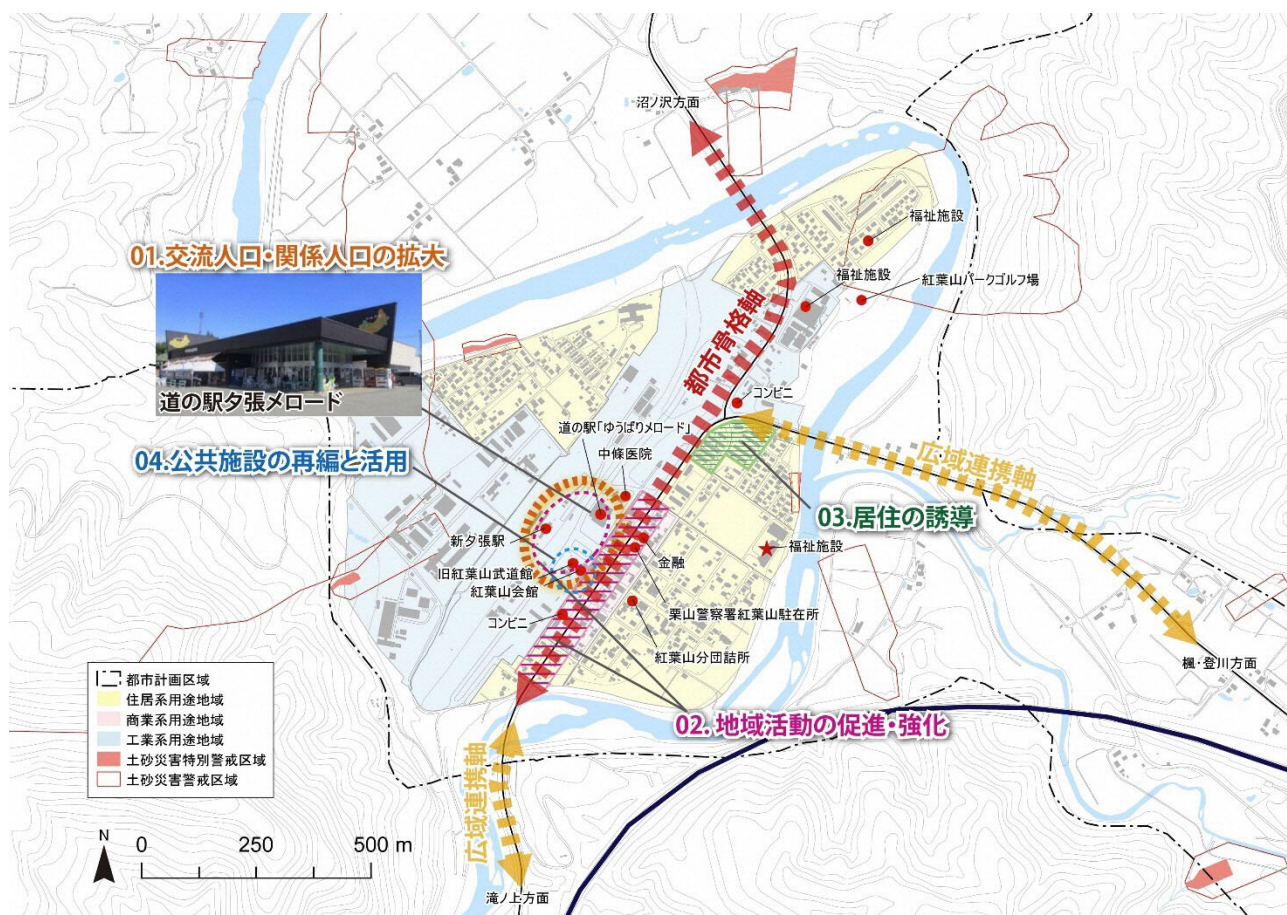 沼ノ沢方面
福祉施設
01.交流人口・関係人口の拡大
福祉施設
紅葉山パークゴルフ場
都市骨格軸
コンビニ
道の駅夕張メロード
道の駅「ゆうばりメロード」
広域連携軸
04.公共施設の再編と活用
中條医院
03.居住の誘導
新夕張駅
金融
福祉施設
旧紅葉山武道館
紅葉山会館
栗山警察署紅葉山駐在所
コンビニ
紅葉山分団詰所
楓・登川方面
都市計画区域
住居系用途地域
商業系用途地域
工業系用途地域
土砂災害特別警戒区域
土砂災害警戒区域
02. 地域活動の促進・強化
広域連携軸
N
0 250 500 m
滝ノ上方面